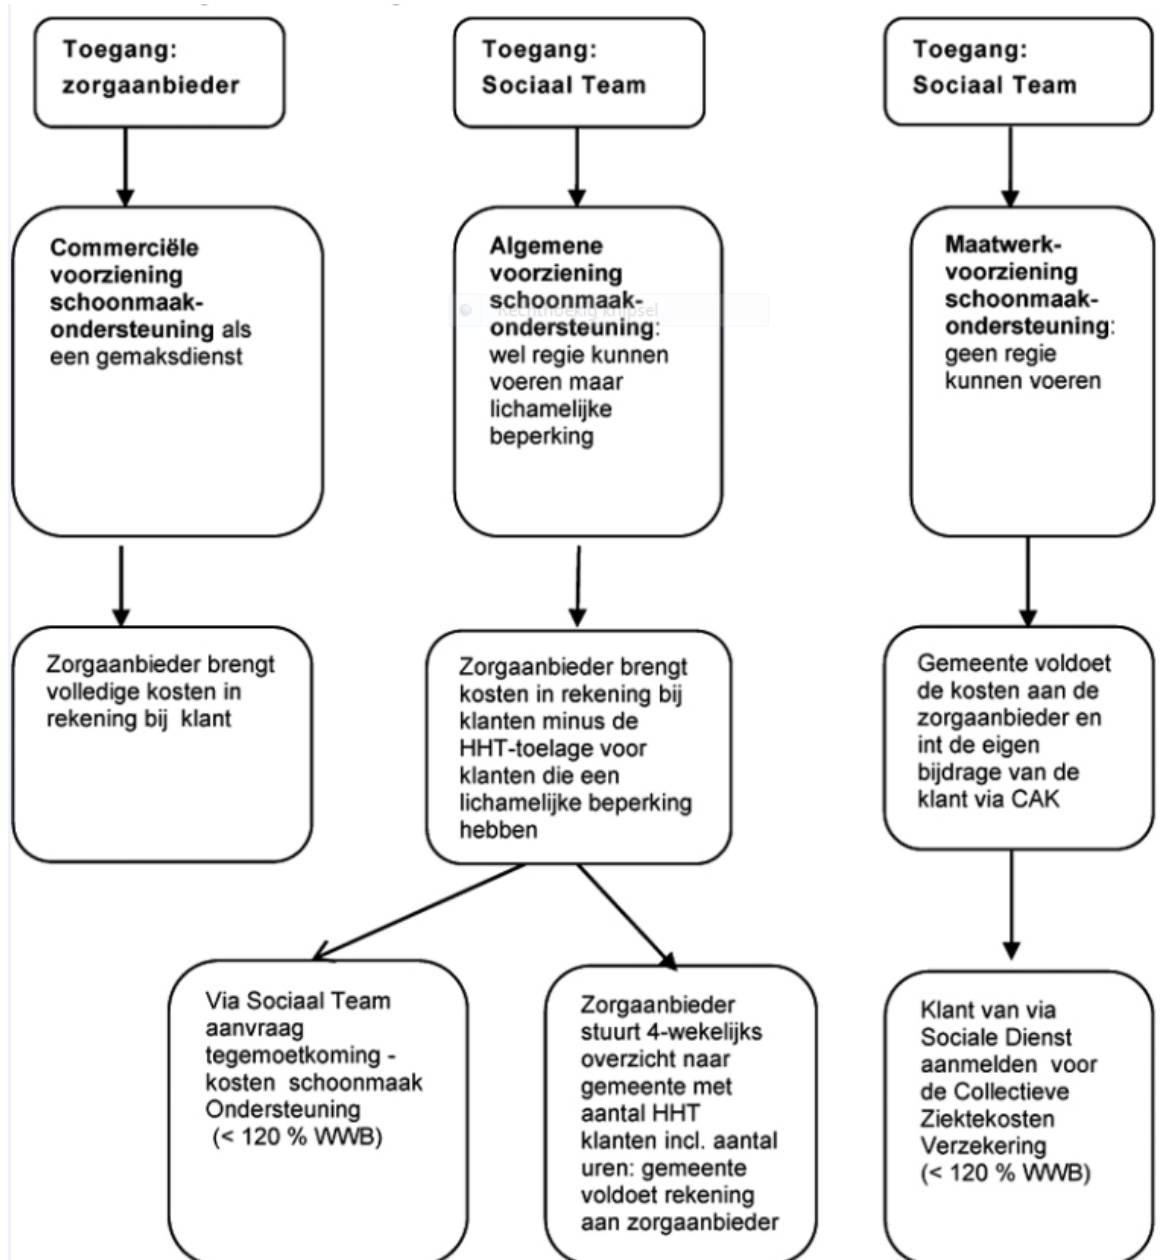 Toegang:
zorgaanbieder
Toegang:
Sociaal Team
Toegang:
Sociaal Team
Commerciële
voorziening
schoonmaak-
ondersteuning als
een gemaksdienst
Algemene
voorziening
schoonmaak-
Rechthoekig knipsel
ondersteuning:
wel regie kunnen
voeren maar
lichamelijke
beperking
Maatwerk-
voorziening
schoonmaak-
ondersteuning:
geen regie
kunnen voeren
Zorgaanbieder brengt
volledige kosten in
rekening bij klant
Zorgaanbieder brengt
kosten in rekening bij
klanten minus de
HHT-toelage voor
klanten die een
lichamelijke beperking
hebben
Gemeente voldoet
de kosten aan de
zorgaanbieder en
int de eigen
bijdrage van de
klant via CAK
Via Sociaal Team
aanvraag
tegemoetkoming -
kosten schoonmaak
Ondersteuning
(< 120 % WWB)
Zorgaanbieder
stuurt 4-wekelijks
overzicht naar
gemeente met
aantal HHT
klanten incl. aantal
uren: gemeente
voldoet rekening
aan zorgaanbieder
Klant van via
Sociale Dienst
aanmelden voor
de Collectieve
Ziektekosten
Verzekering
(< 120 % WWB)